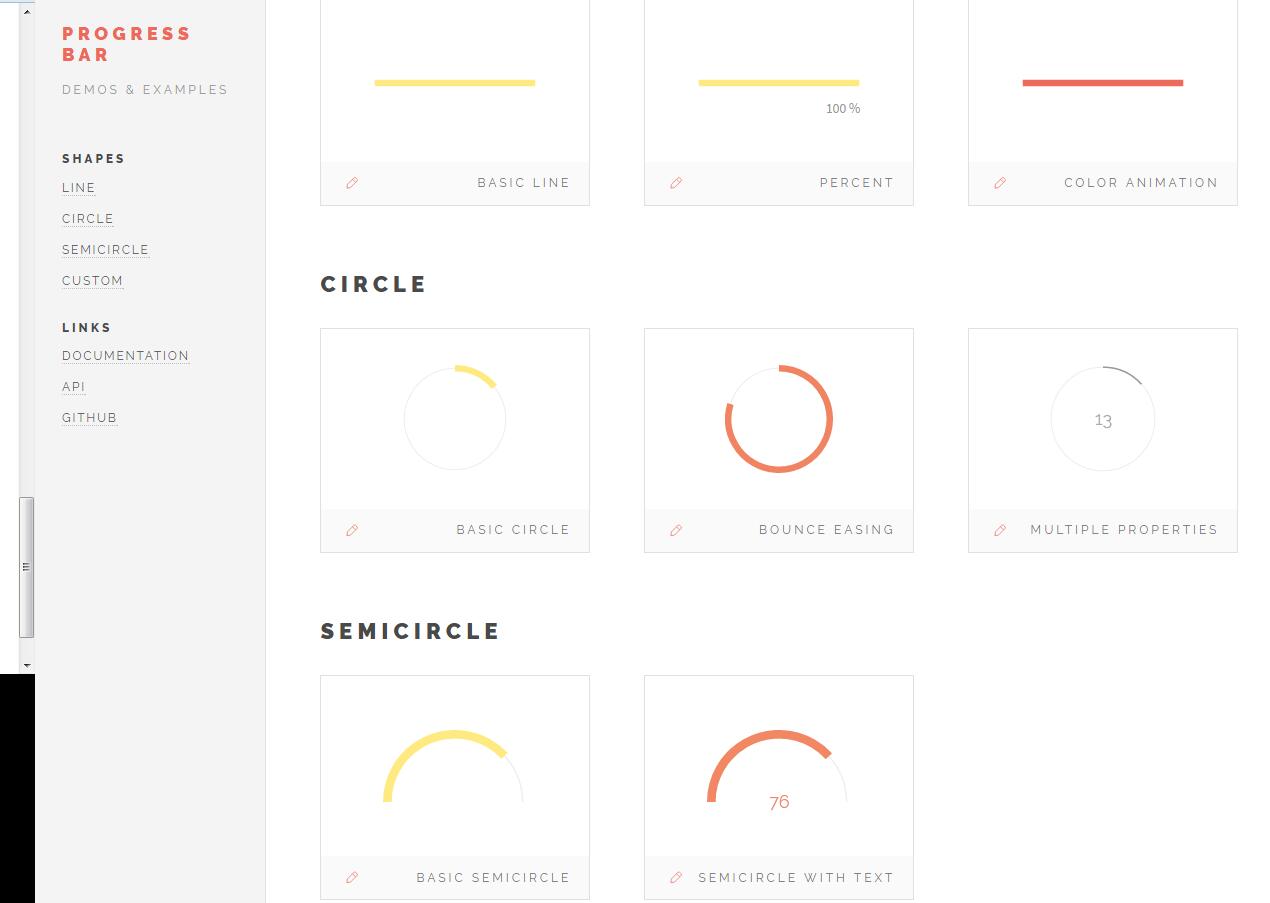 PROGRESS
BAR
DEMOS & EXAMPLES
SHAPES
LINE
CIRCLE
SEMICIRCLE
CUSTOM
LINKS
DOCUMENTATION
API
GITHUB
100 %
BASIC LINE
PERCENT
COLOR ANIMATION
CIRCLE
13
BASIC CIRCLE
BOUNCE EASING
MULTIPLE PROPERTIES
SEMICIRCLE
76
BASIC SEMICIRCLE
SEMICIRCLE WITH TEXT